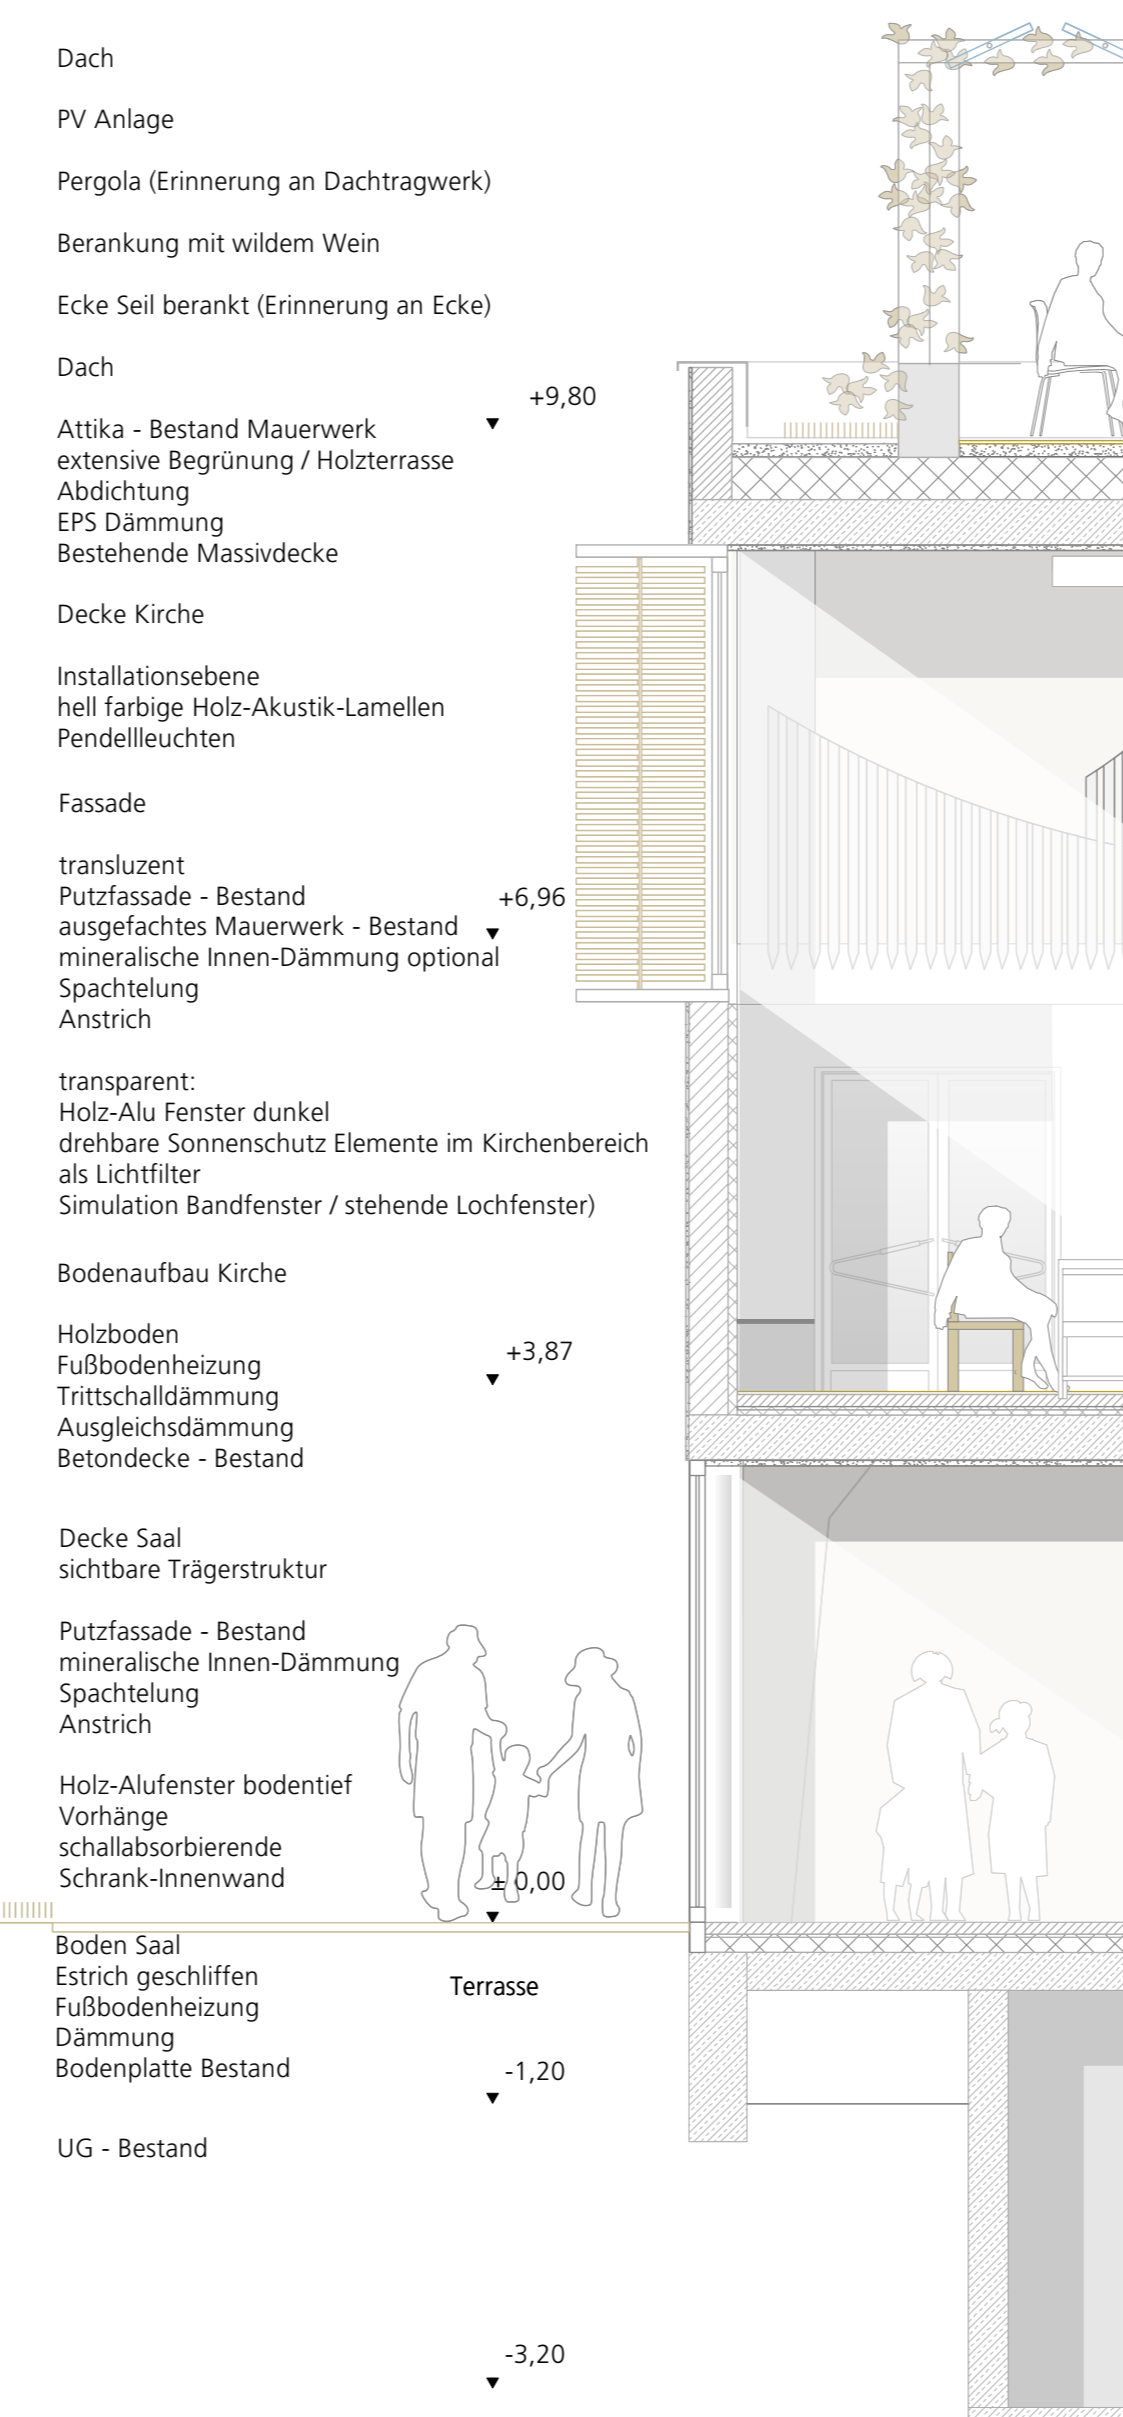 Dach
PV Anlage
Pergola (Erinnerung an Dachtragwerk)
Berankung mit wildem Wein
Ecke Seil berankt (Erinnerung an Ecke)
Dach
+9,80
Attika - Bestand Mauerwerk
extensive Begrünung / Holzterrasse
Abdichtung
EPS Dämmung
Bestehende Massivdecke
Decke Kirche
Installationsebene
hell farbige Holz-Akustik-Lamellen
Pendellleuchten
Fassade
transluzent
Putzfassade - Bestand
+6,96
ausgefachtes Mauerwerk - Bestand
mineralische Innen-Dämmung optional
Spachtelung
Anstrich
transparent:
Holz-Alu Fenster dunkel
drehbare Sonnenschutz Elemente im Kirchenbereich
als Lichtfilter
Simulation Bandfenster / stehende Lochfenster)
Bodenaufbau Kirche
Holzboden
+3,87
Fußbodenheizung
Trittschalldämmung
Ausgleichsdämmung
Betondecke - Bestand
Decke Saal
sichtbare Trägerstruktur
Putzfassade - Bestand
mineralische Innen-Dämmung
Spachtelung
Anstrich
Holz-Alufenster bodentief
Vorhänge
schallabsorbierende
Schrank-Innenwand
± 0,00
Boden Saal
Estrich geschliffen
Terrasse
Fußbodenheizung
Dämmung
Bodenplatte Bestand
-1,20
UG - Bestand
-3,20